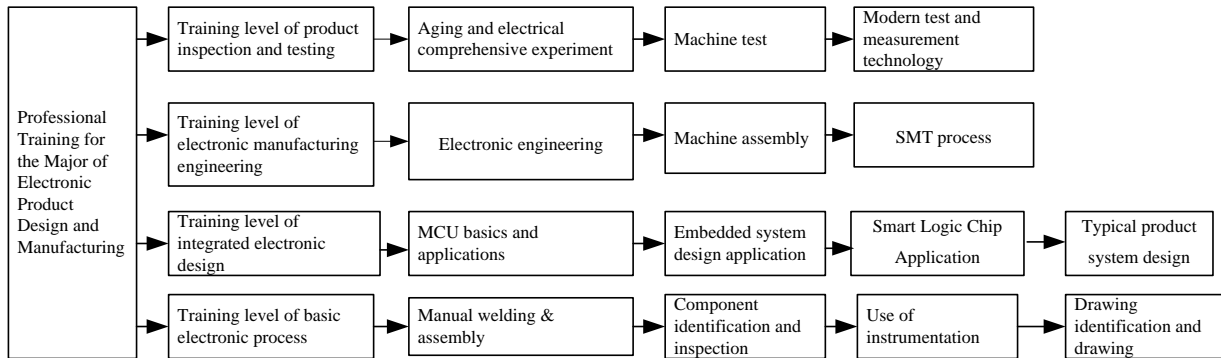 Professional
Training for
the Major of
Electronic
Product
Design and
Manufacturing
Training level of product
inspection and testing
Aging and electrical
comprehensive experiment
Machine test
Modern test and
measurement
technology
Training level of
electronic manufacturing
engineering
Electronic engineering
Machine assembly
SMT process
Training level of
integrated electronic
design
MCU basics and
applications
Embedded system
design application
Smart Logic Chip
Application
Typical product
system design
Training level of basic
electronic process
Manual welding &
assembly
Component
identification and
inspection
Use of
instrumentation
Drawing
identification and
drawing